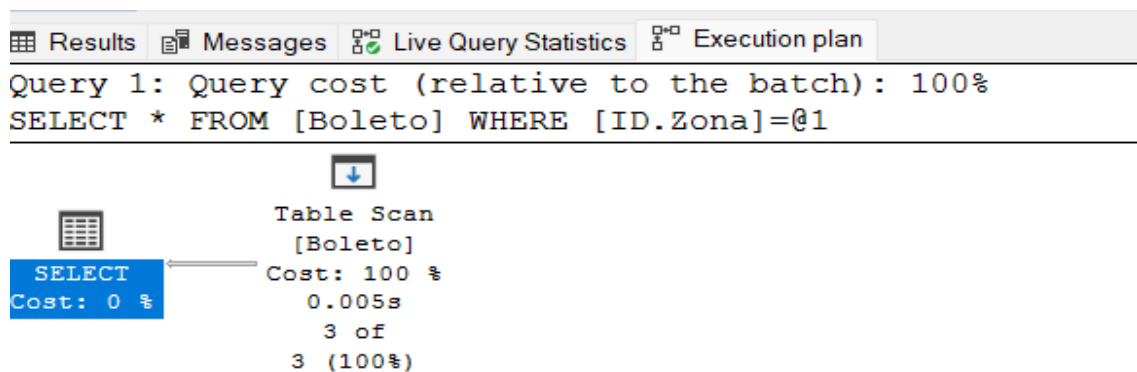 Results Messages Live Query Statistics Execution plan
Query 1: Query cost (relative to the batch): 100%
SELECT * FROM [Boleto] WHERE [ID.Zona]=@1
Table Scan
[Boleto]
Cost: 100 %
0.005s
3 of
3 (100%)
SELECT
Cost: 0 %